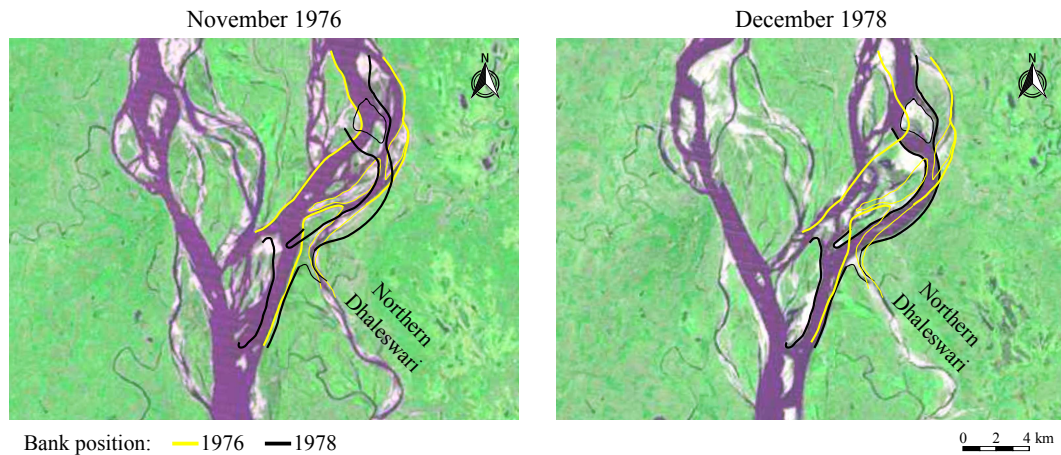 November 1976
December 1978
N
N
Northern
Dhaleswari
Northern
Dhaleswari
Bank position: 1976 1978
0 2 4 km